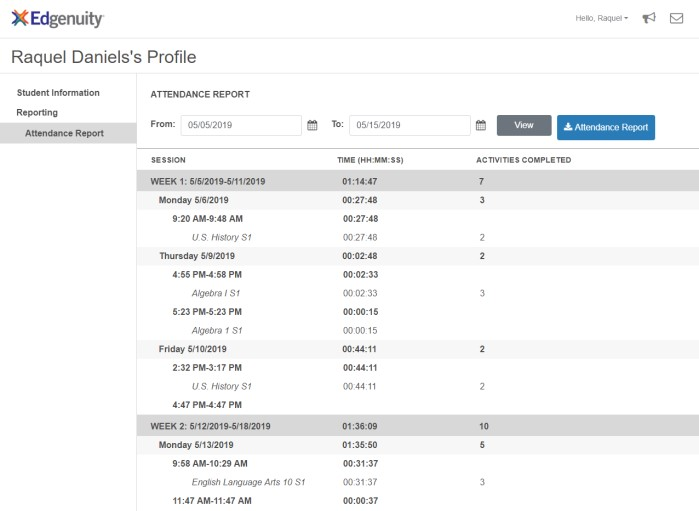 Edgenuity
Hello, Raquel
Raquel Daniels's Profile
Student Information
Reporting
Attendance Report
ATTENDANCE REPORT
From: 05/05/2019 To: 05/15/2019 View Attendance Report
SESSION TIME (HH:MM:SS) ACTIVITIES COMPLETED
WEEK 1: 5/5/2019-5/11/2019 01:14:47 7
Monday 5/6/2019 00:27:48 3
9:20 AM-9:48 AM 00:27:48
U.S. History S1 00:27:48 2
Thursday 5/9/2019 00:02:48 2
4:55 PM-4:58 PM 00:02:33
Algebra I S1 00:02:33 3
5:23 PM-5:23 PM 00:00:15
Algebra 1 S1 00:00:15
Friday 5/10/2019 00:44:11 2
2:32 PM-3:17 PM 00:44:11
U.S. History S1 00:44:11 2
4:47 PM-4:47 PM
WEEK 2: 5/12/2019-5/18/2019 01:36:09 10
Monday 5/13/2019 01:35:50 5
9:58 AM-10:29 AM 00:31:37
English Language Arts 10 S1 00:31:37 3
11:47 AM-11:47 AM 00:00:37